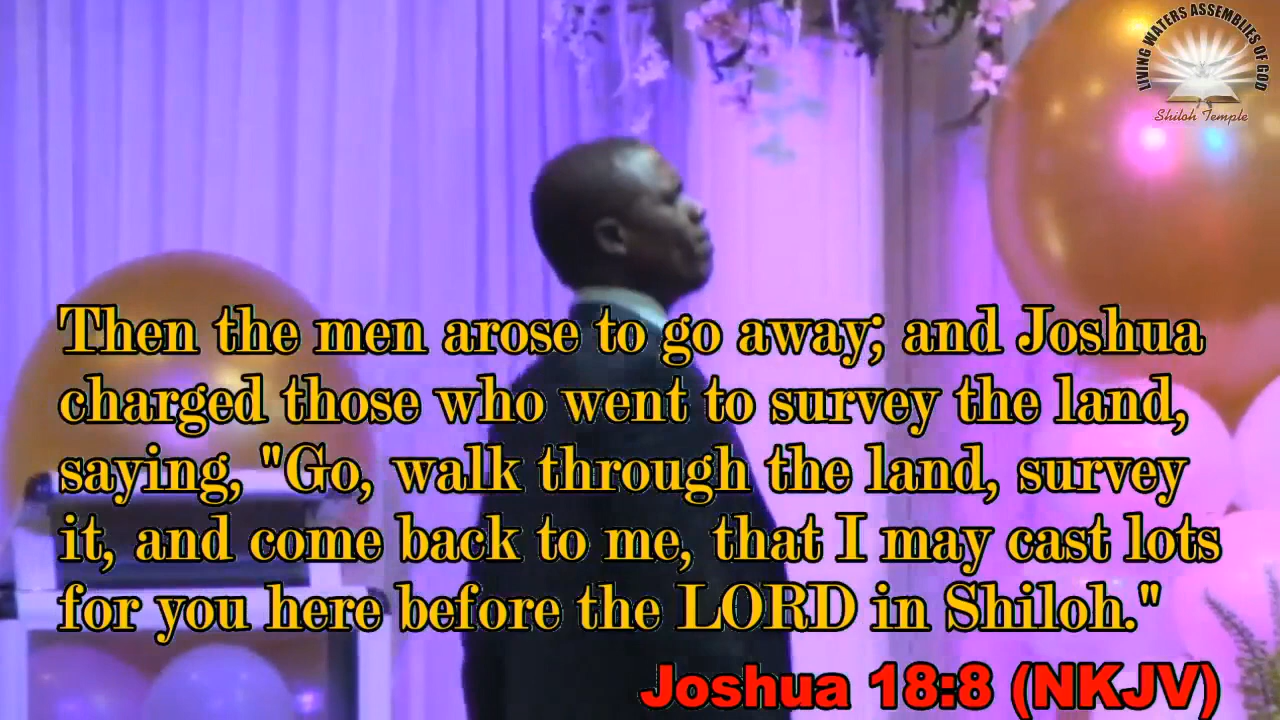 LIVING WATERS ASSEMBLIES OF GOD
Shiloh Temple
Then the men arose to go away; and Joshua
charged those who went to survey the land,
saying, "Go, walk through the land, survey
it, and come back to me, that I may cast lots
for you here before the LORD in Shiloh."
Joshua 18:8 (NKJV)